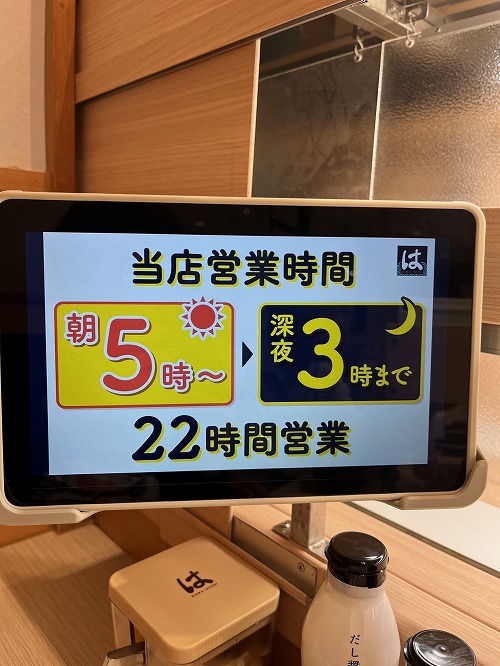 当店営業時間
は
朝5時〜
深夜3時まで
22時間営業
は
だし醤